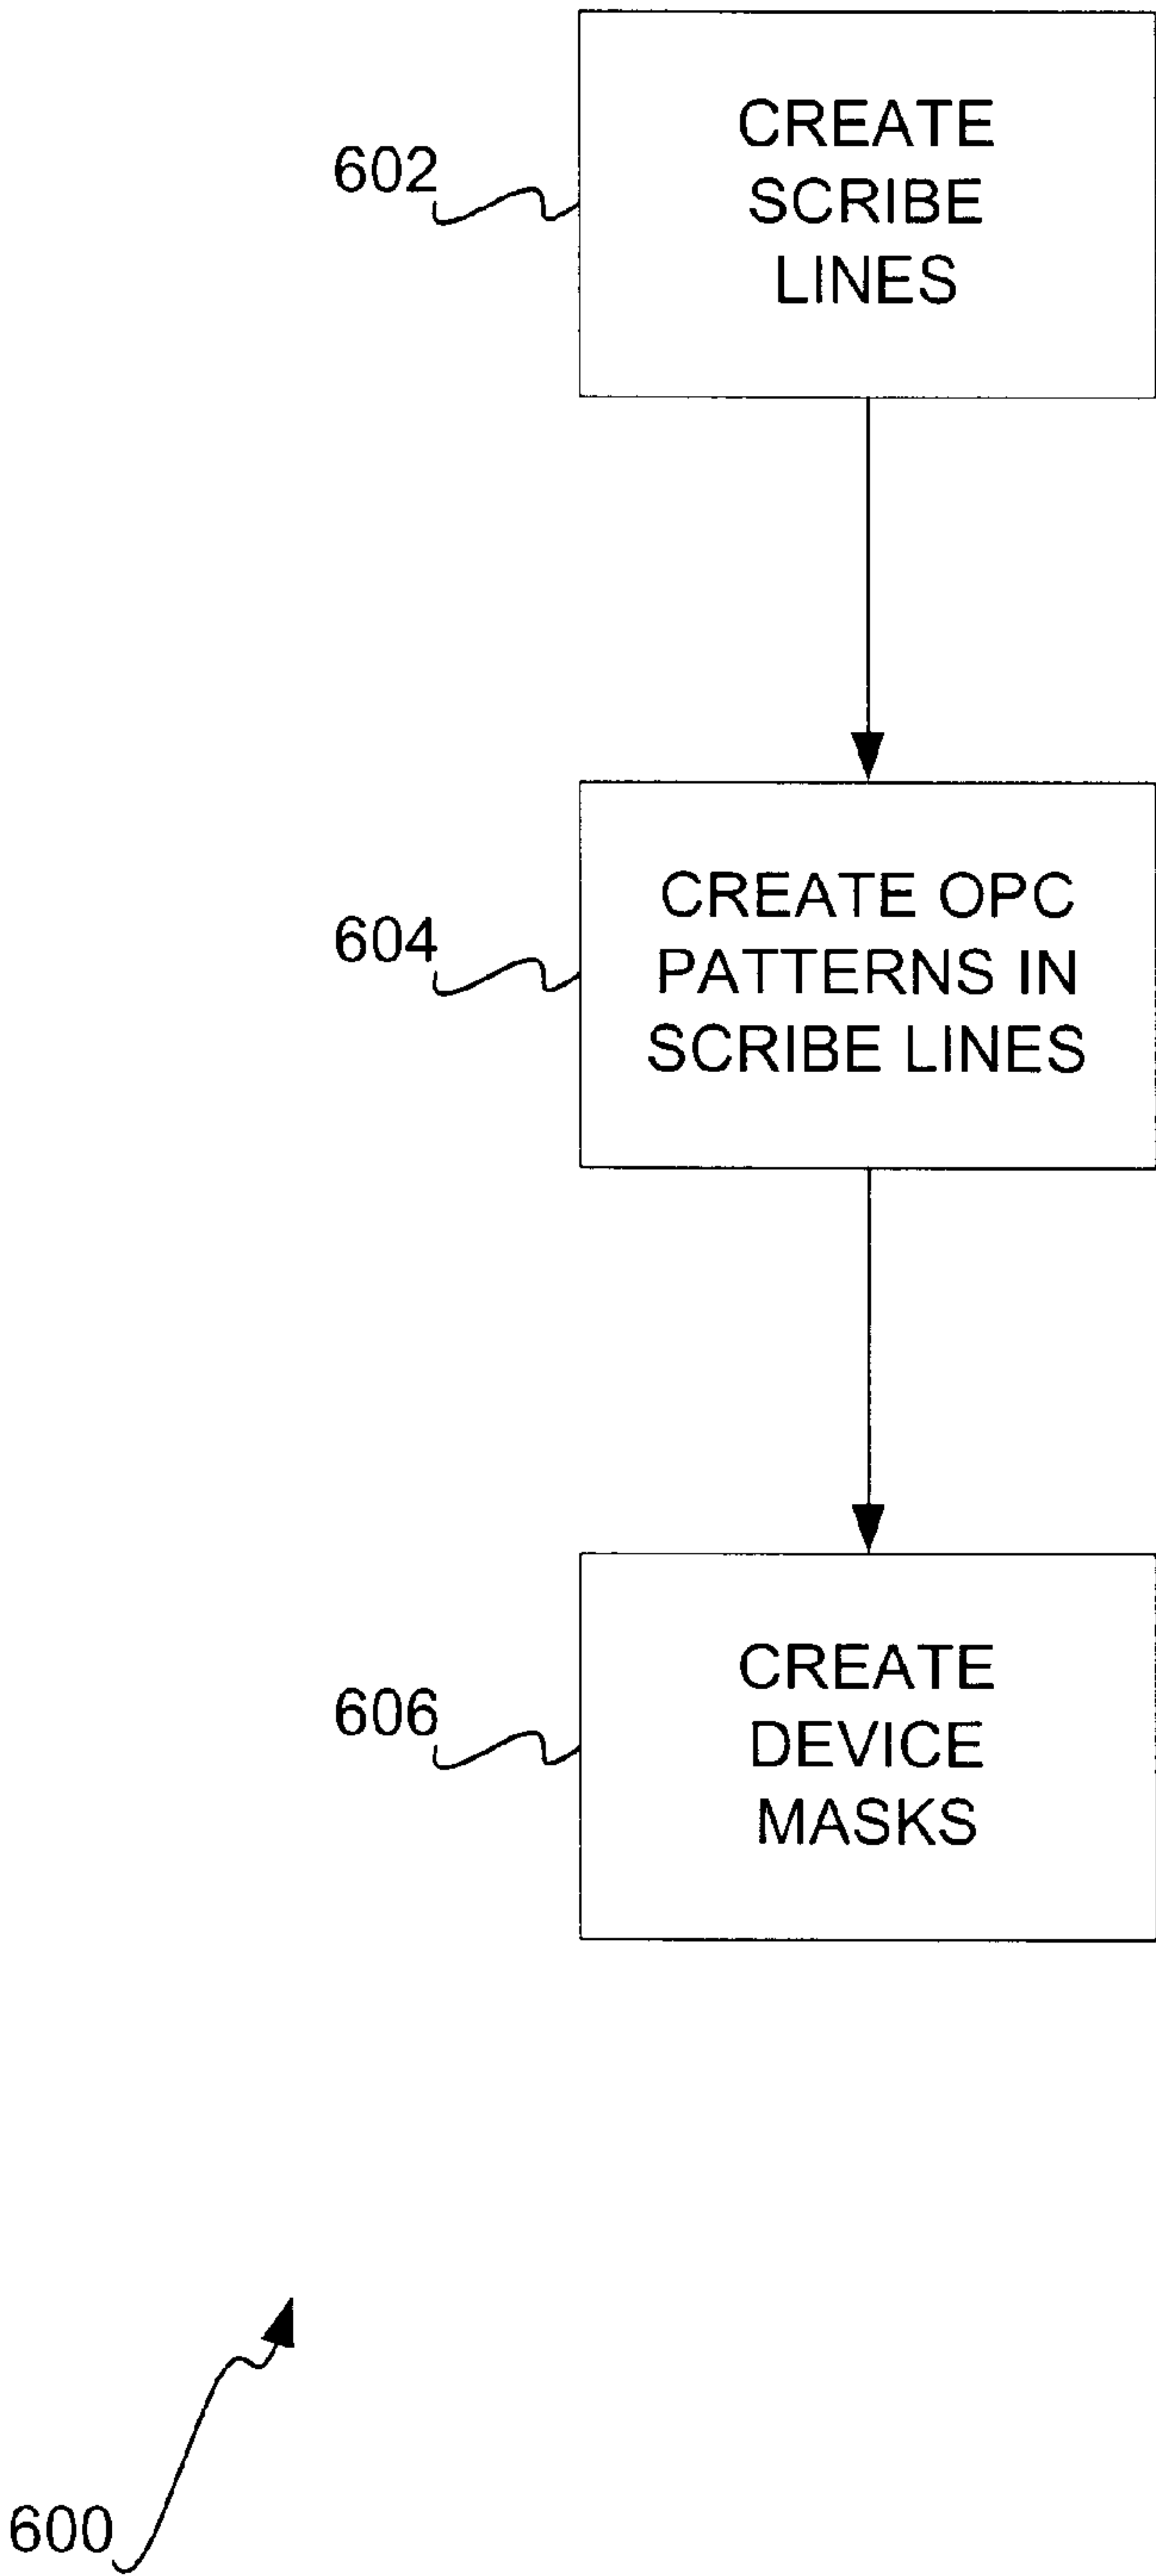 602
CREATE
SCRIBE
LINES
604
CREATE OPC
PATTERNS IN
SCRIBE LINES
606
CREATE
DEVICE
MASKS
600